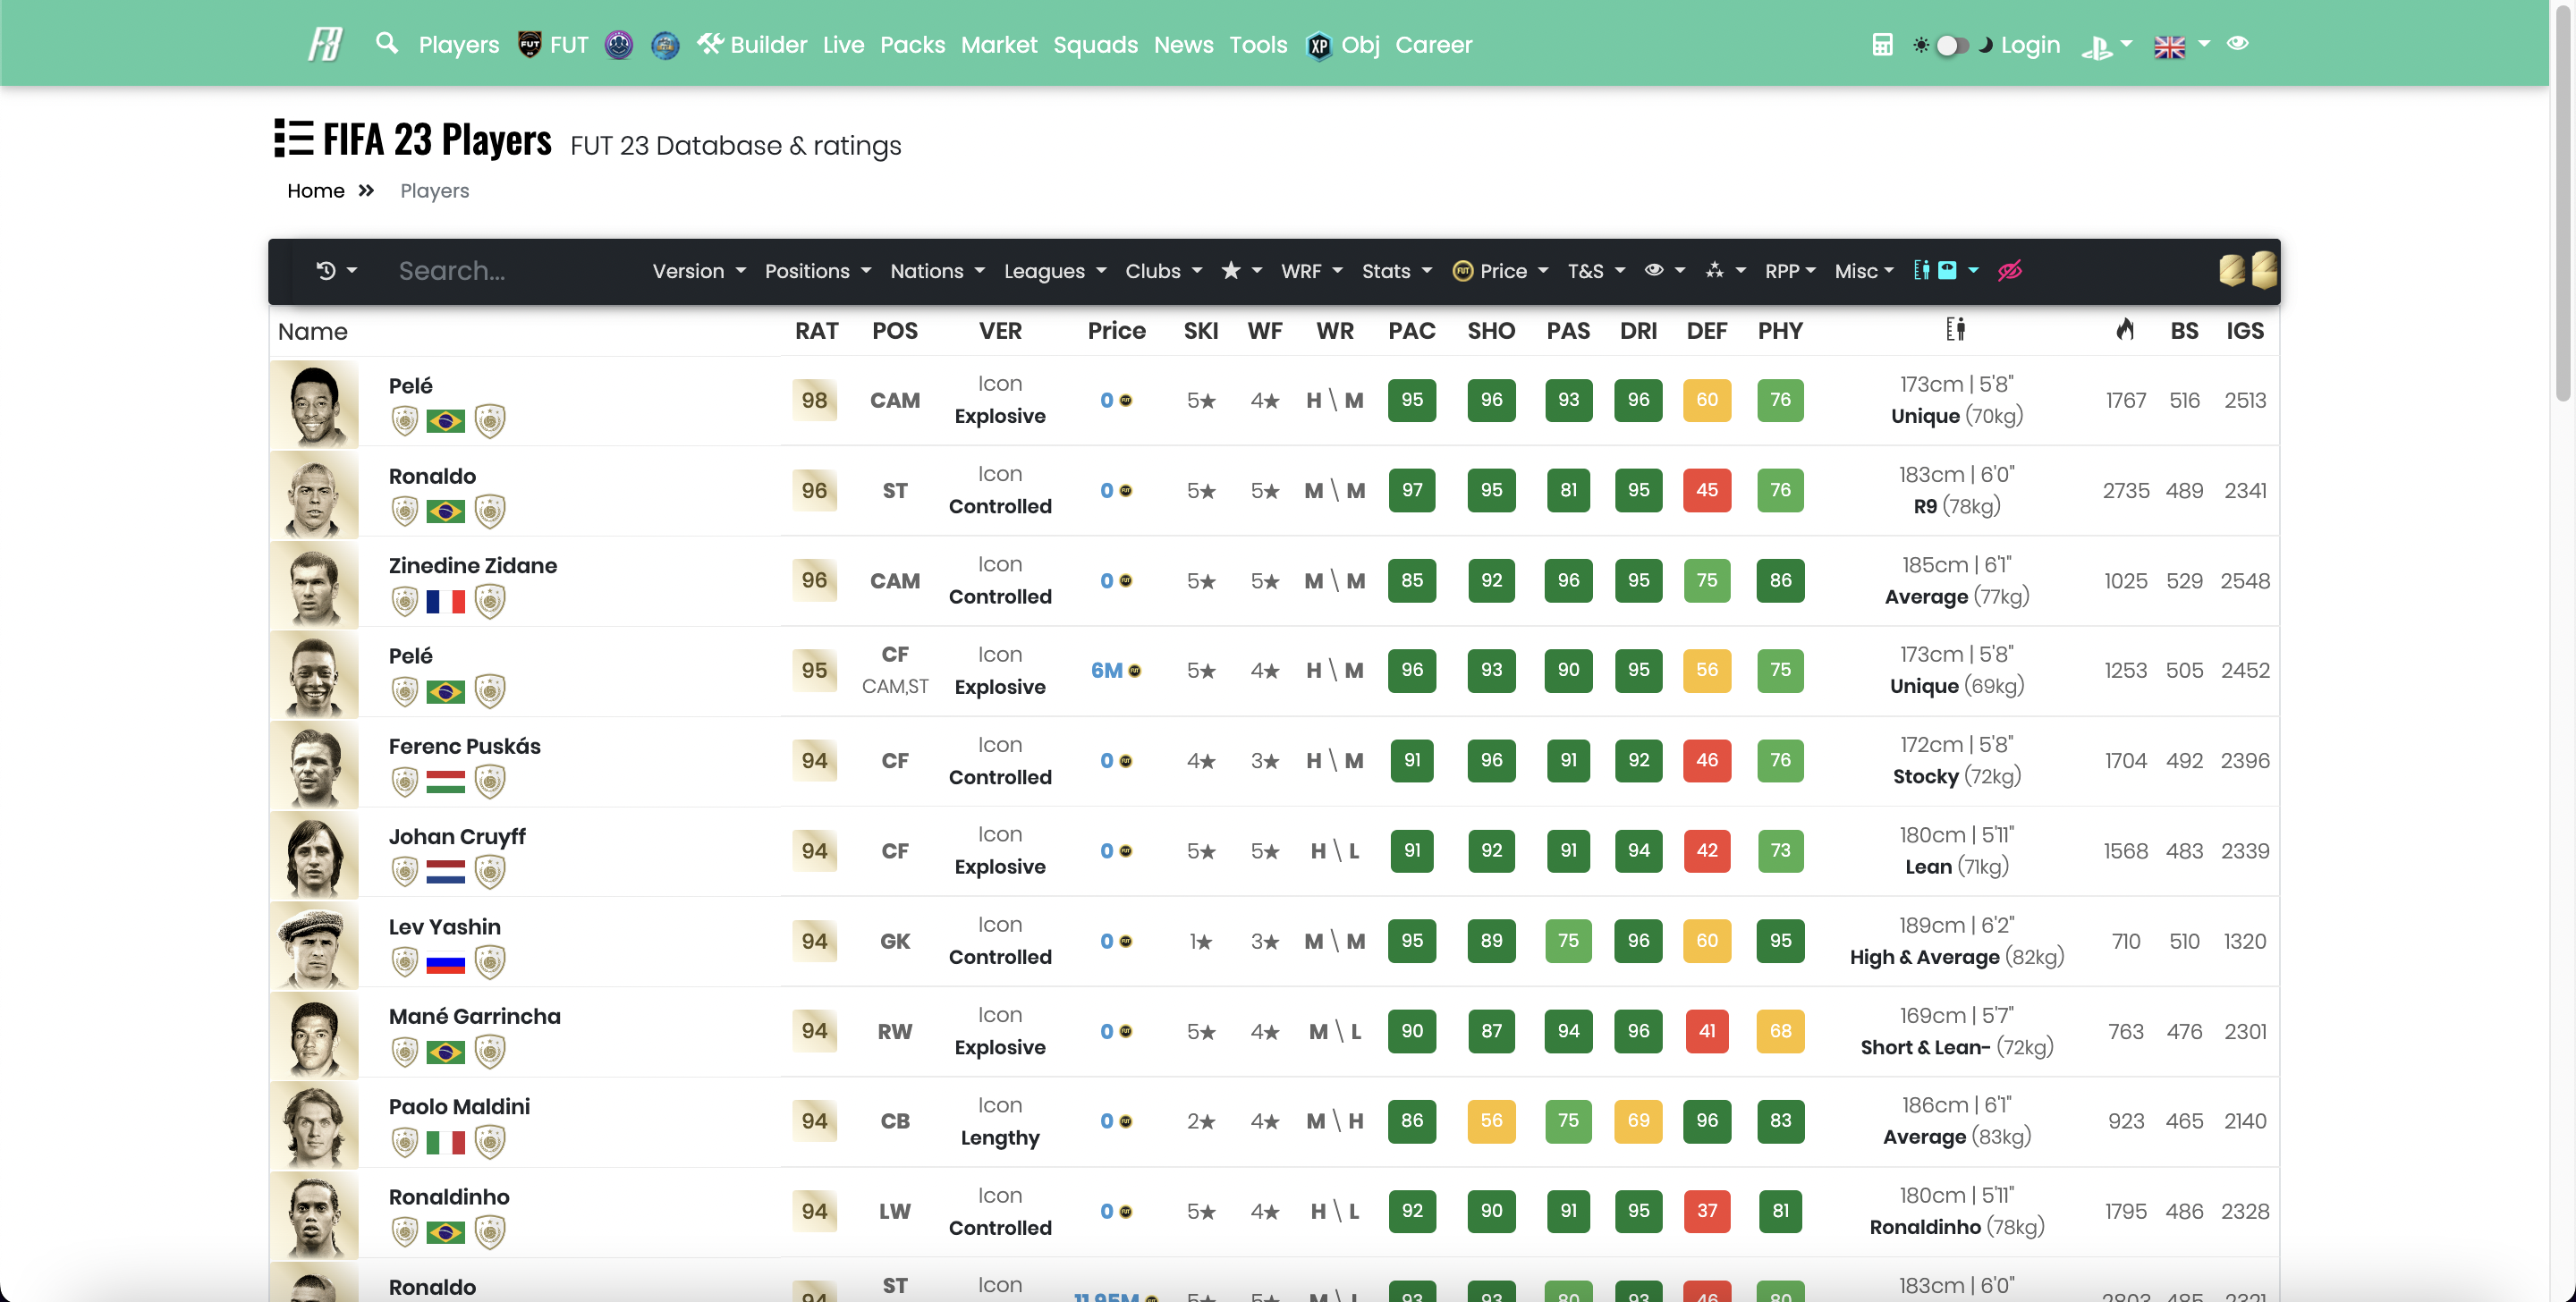 FB Players FUT Builder Live Packs Market Squads News Tools XP Obj Career Login
FIFA 23 Players FUT 23 Database & ratings
Home » Players
Search... Version Positions Nations Leagues Clubs ★ WRF Stats Price T&S RPP Misc
Name RAT POS VER Price SKI WF WR PAC SHO PAS DRI DEF PHY BS IGS
Pelé 98 CAM Icon Explosive 0 5★ 4★ H \ M 95 96 93 96 60 76 173cm | 5'8" Unique (70kg) 1767 516 2513
Ronaldo 96 ST Icon Controlled 0 5★ 5★ M \ M 97 95 81 95 45 76 183cm | 6'0" R9 (78kg) 2735 489 2341
Zinedine Zidane 96 CAM Icon Controlled 0 5★ 5★ M \ M 85 92 96 95 75 86 185cm | 6'1" Average (77kg) 1025 529 2548
Pelé 95 CF CAM,ST Icon Explosive 6M 5★ 4★ H \ M 96 93 90 95 56 75 173cm | 5'8" Unique (69kg) 1253 505 2452
Ferenc Puskás 94 CF Icon Controlled 0 4★ 3★ H \ M 91 96 91 92 46 76 172cm | 5'8" Stocky (72kg) 1704 492 2396
Johan Cruyff 94 CF Icon Explosive 0 5★ 5★ H \ L 91 92 91 94 42 73 180cm | 5'11" Lean (71kg) 1568 483 2339
Lev Yashin 94 GK Icon Controlled 0 1★ 3★ M \ M 95 89 75 96 60 95 189cm | 6'2" High & Average (82kg) 710 510 1320
Mané Garrincha 94 RW Icon Explosive 0 5★ 4★ M \ L 90 87 94 96 41 68 169cm | 5'7" Short & Lean- (72kg) 763 476 2301
Paolo Maldini 94 CB Icon Lengthy 0 2★ 4★ M \ H 86 56 75 69 96 83 186cm | 6'1" Average (83kg) 923 465 2140
Ronaldinho 94 LW Icon Controlled 0 5★ 4★ H \ L 92 90 91 95 37 81 180cm | 5'11" Ronaldinho (78kg) 1795 486 2328
Ronaldo 94 ST Icon 11.95M 5★ 5★ M \ L 93 93 80 93 46 80 183cm | 6'0" 2803 485 2321